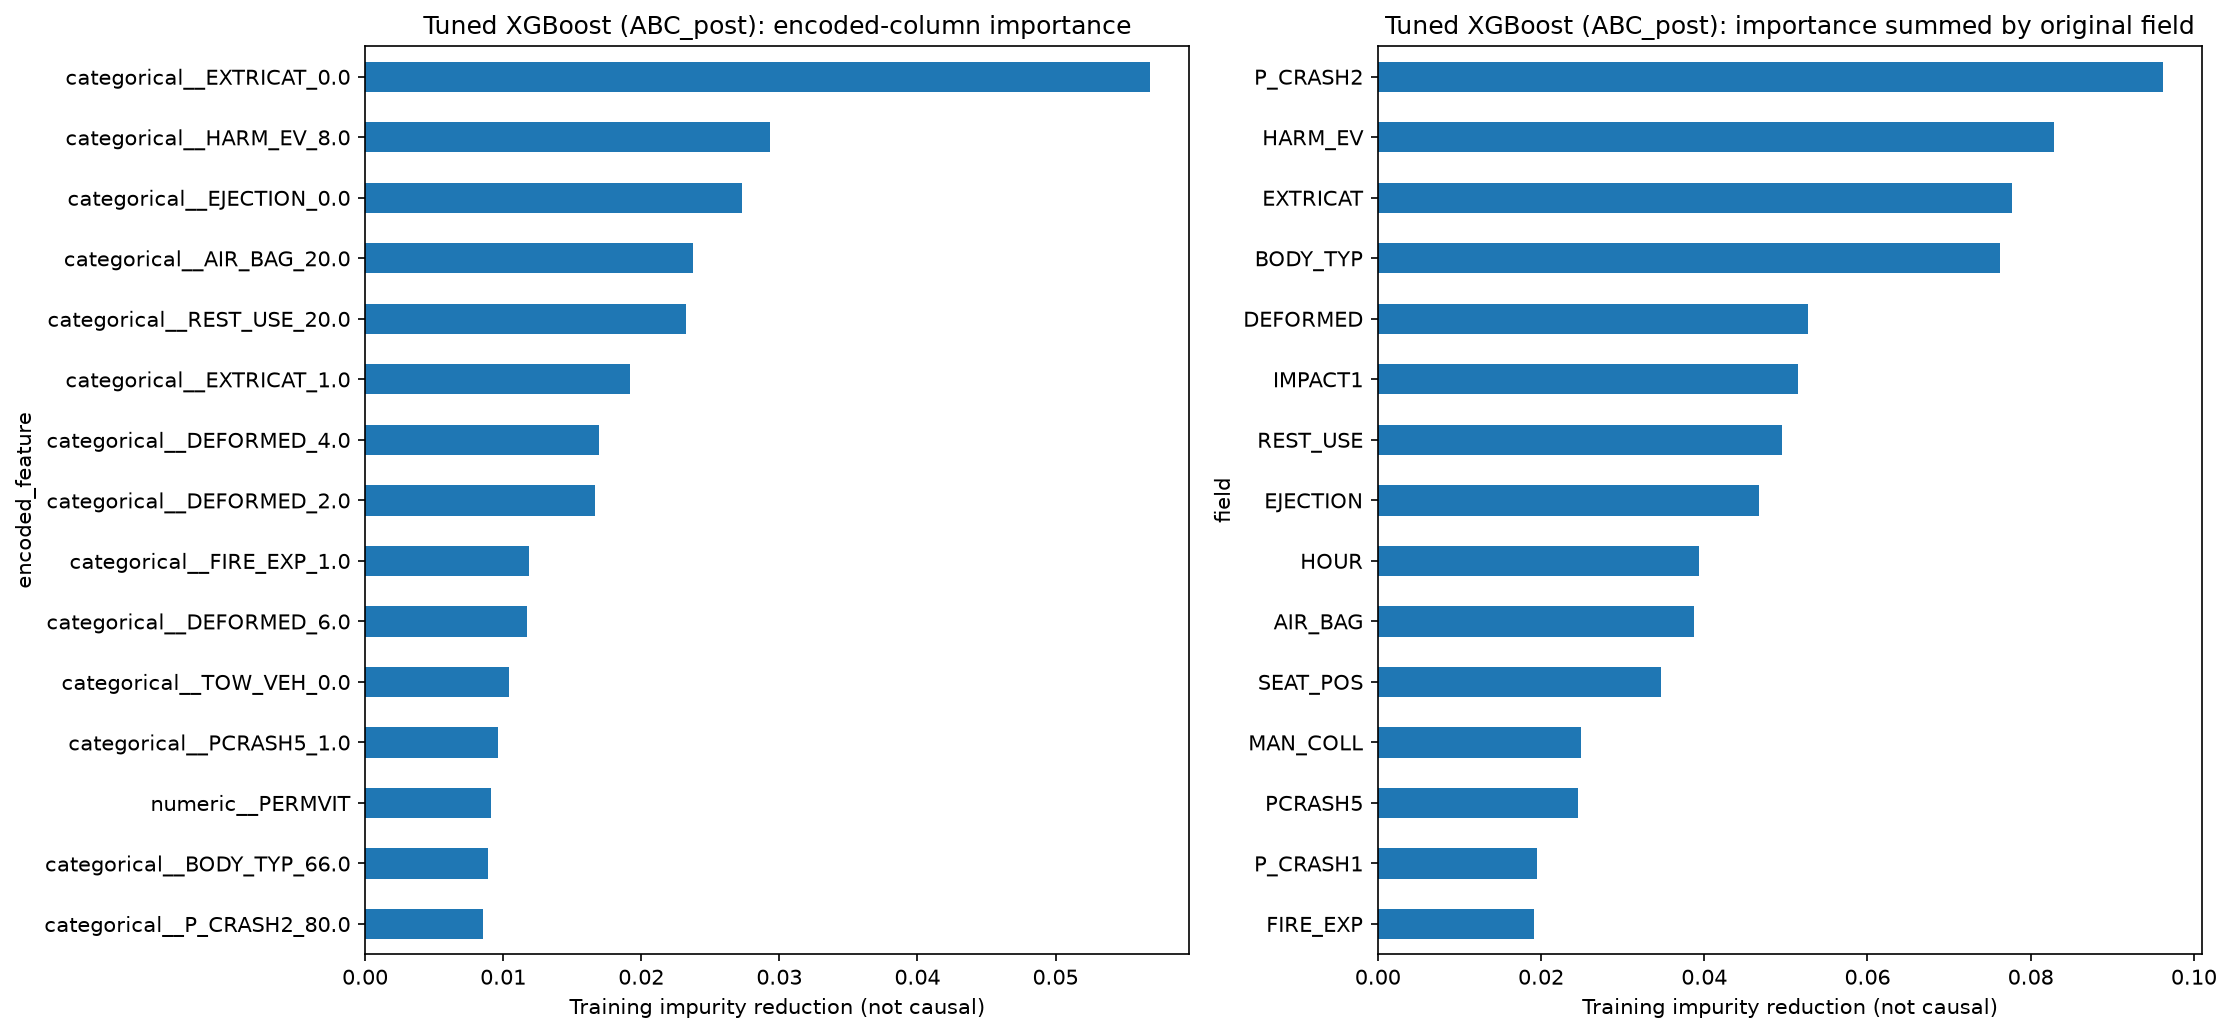 Tuned XGBoost (ABC_post): encoded-column importance
encoded_feature
categorical__EXTRICAT_0.0
categorical__HARM_EV_8.0
categorical__EJECTION_0.0
categorical__AIR_BAG_20.0
categorical__REST_USE_20.0
categorical__EXTRICAT_1.0
categorical__DEFORMED_4.0
categorical__DEFORMED_2.0
categorical__FIRE_EXP_1.0
categorical__DEFORMED_6.0
categorical__TOW_VEH_0.0
categorical__PCRASH5_1.0
numeric__PERMVIT
categorical__BODY_TYP_66.0
categorical__P_CRASH2_80.0
0.00 0.01 0.02 0.03 0.04 0.05
Training impurity reduction (not causal)
Tuned XGBoost (ABC_post): importance summed by original field
field
P_CRASH2
HARM_EV
EXTRICAT
BODY_TYP
DEFORMED
IMPACT1
REST_USE
EJECTION
HOUR
AIR_BAG
SEAT_POS
MAN_COLL
PCRASH5
P_CRASH1
FIRE_EXP
0.00 0.02 0.04 0.06 0.08 0.10
Training impurity reduction (not causal)